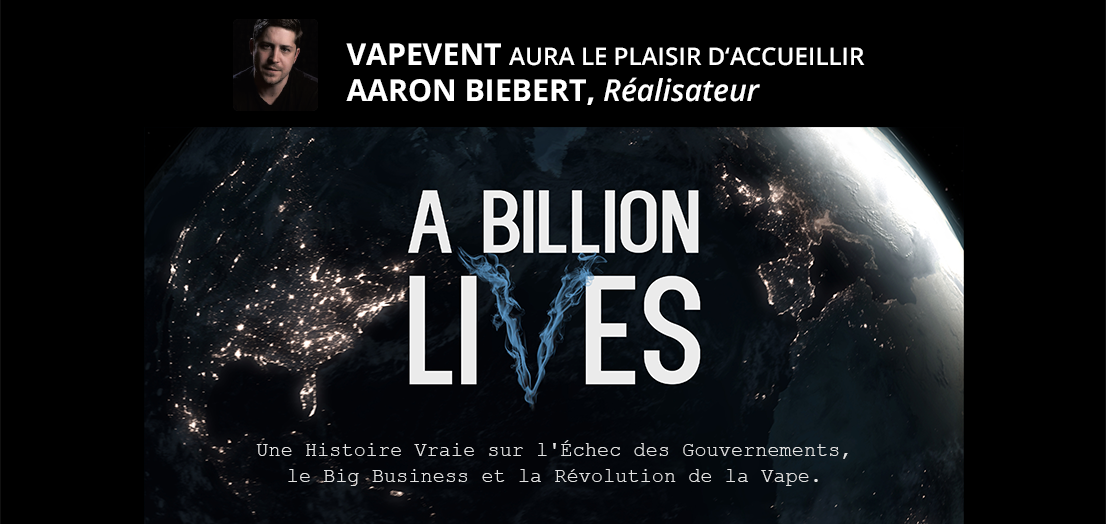 VAPEVENT AURA LE PLAISIR D‘ACCUEILLIR
AARON BIEBERT, Réalisateur
A BILLION
LIVES
Une Histoire Vraie sur l'Échec des Gouvernements,
le Big Business et la Révolution de la Vape.